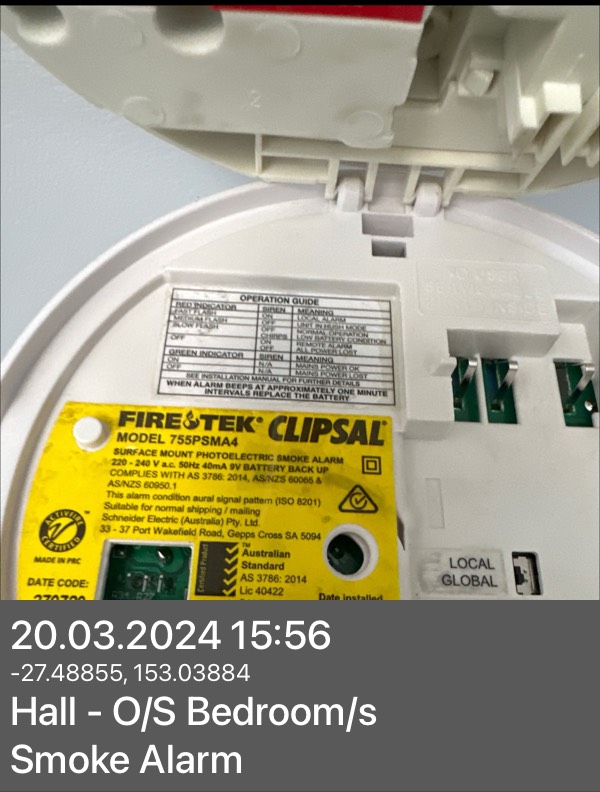 2
OPERATION GUIDE
RED INDICATOR SIREN MEANING
FAST FLASH ON LOCAL ALARM
MEDIUM FLASH OFF UNIT IN HUSH MODE
SLOW FLASH OFF NORMAL OPERATION
CHIRPS LOW BATTERY CONDITION
OFF ON REMOTE ALARM
OFF ALL POWER LOST
GREEN INDICATOR SIREN MEANING
ON N/A MAINS POWER OK
OFF N/A MAINS POWER LOST
SEE INSTALLATION MANUAL FOR FURTHER DETAILS
WHEN ALARM BEEPS AT APPROXIMATELY ONE MINUTE
INTERVALS REPLACE THE BATTERY
FIRETEK CLIPSAL
MODEL 755PSMA4
SURFACE MOUNT PHOTOELECTRIC SMOKE ALARM
220 - 240 V a.c. 50Hz 40mA 9V BATTERY BACK UP
COMPLIES WITH AS 3786: 2014, AS/NZS 60065 &
AS/NZS 60950.1
This alarm condition aural signal pattern (ISO 8201)
Suitable for normal shipping / mailing
Schneider Electric (Australia) Pty. Ltd.
33 - 37 Port Wakefield Road, Gepps Cross SA 5094
ACTIVFIRE
CERTIFIED
MADE IN PRC
DATE CODE:
Certified Product
TM
Australian
Standard
AS 3786: 2014
Lic 40422
Date installed
LOCAL
GLOBAL
20.03.2024 15:56
-27.48855, 153.03884
Hall - O/S Bedroom/s
Smoke Alarm